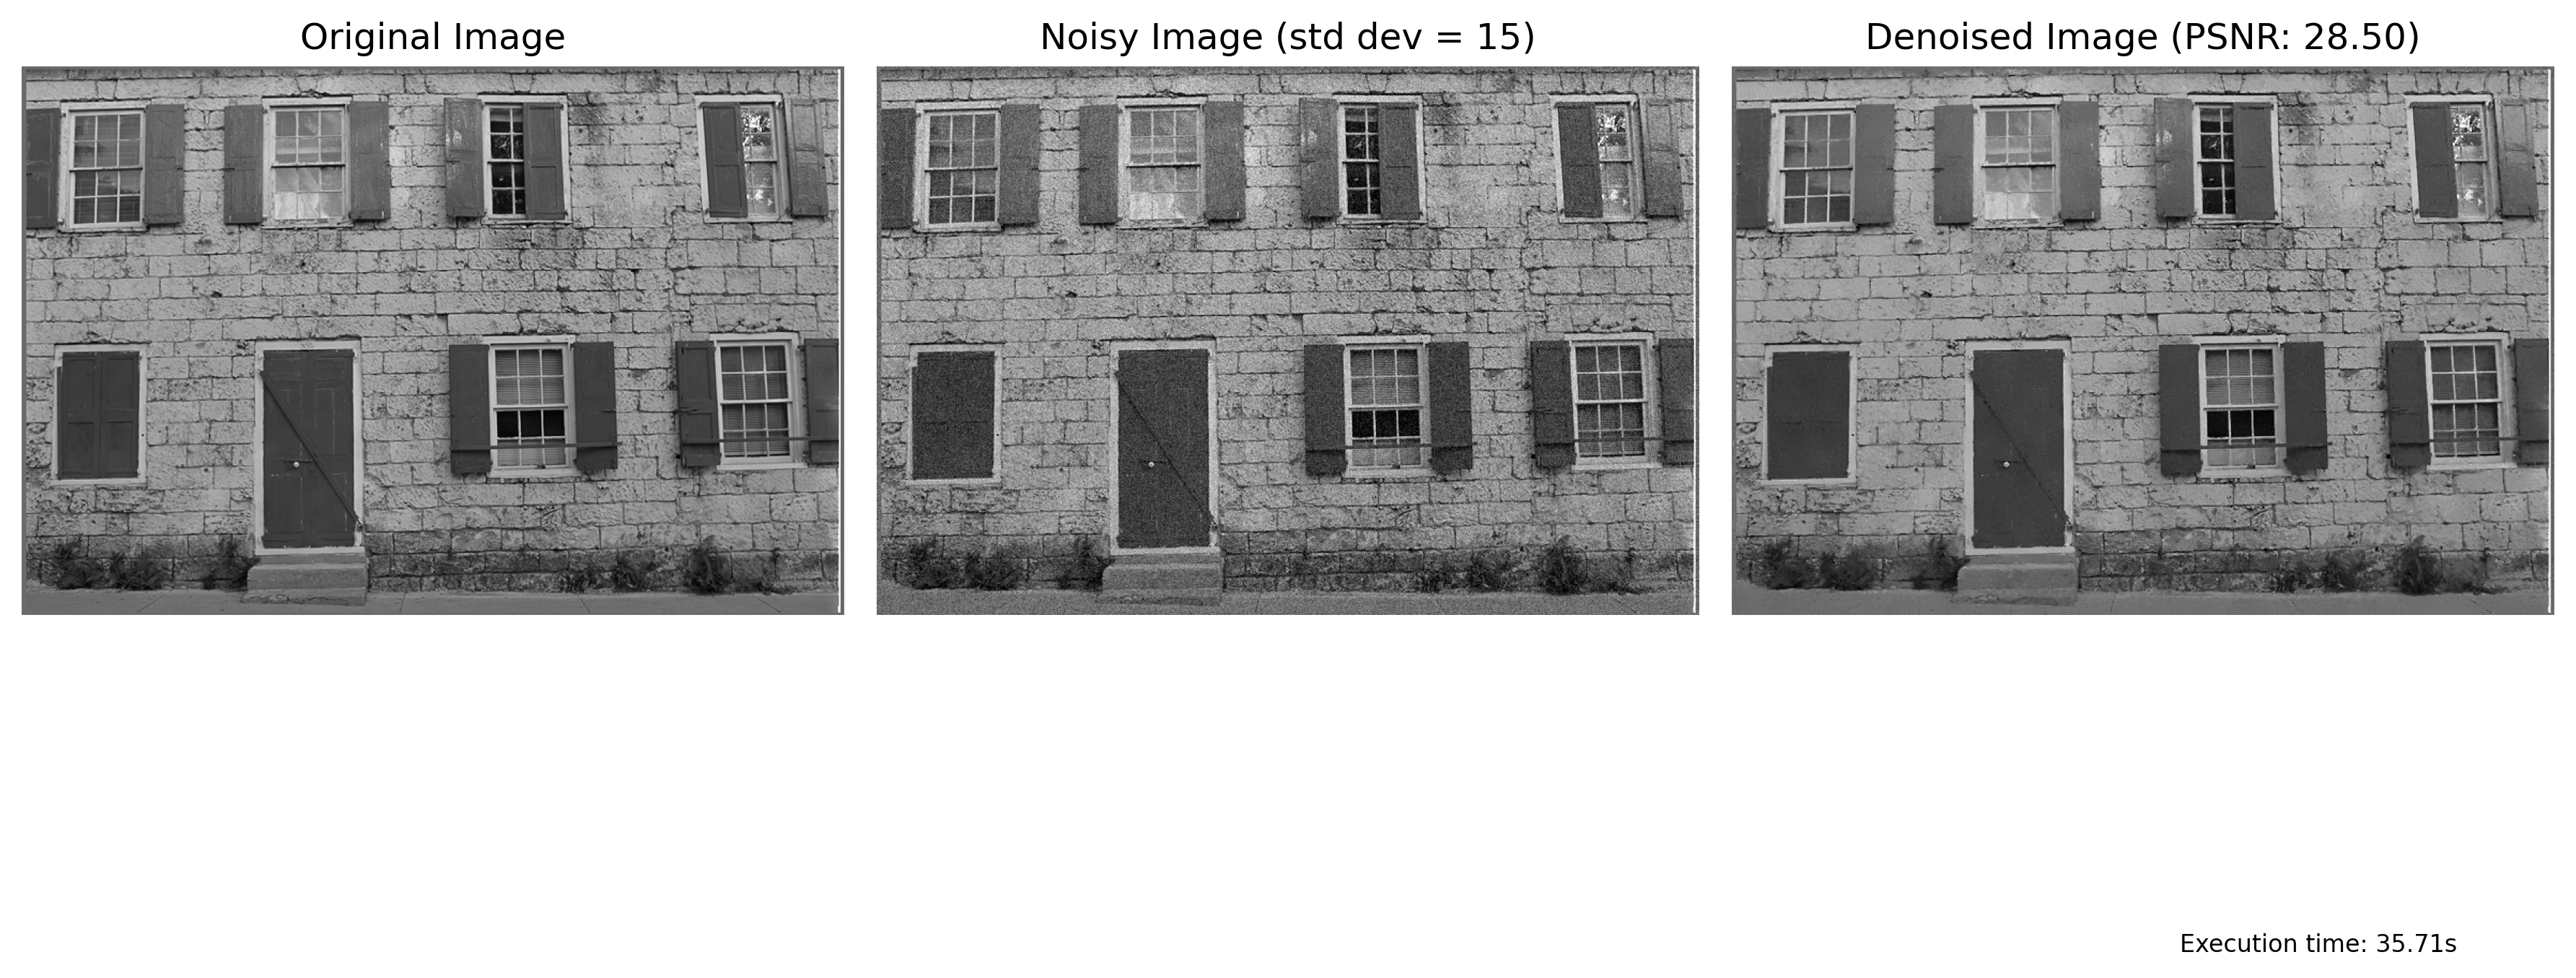 Original Image
Noisy Image (std dev = 15)
Denoised Image (PSNR: 28.50)
Execution time: 35.71s